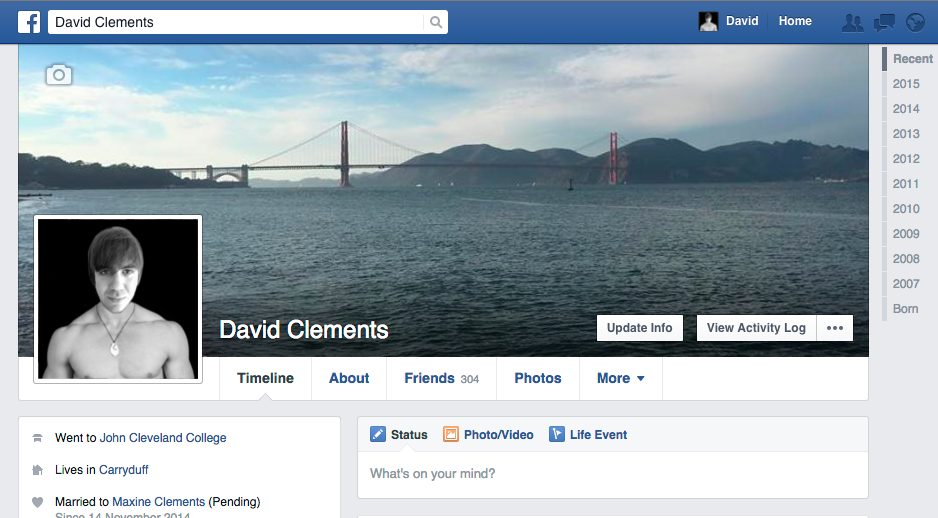 f David Clements David Home
Recent
2015
2014
2013
2012
2011
2010
2009
2008
2007
Born
David Clements Update Info View Activity Log •••
Timeline About Friends 304 Photos More
Went to John Cleveland College
Lives in Carryduff
Married to Maxine Clements (Pending)
Since 14 November 2014
Status Photo/Video Life Event
What's on your mind?